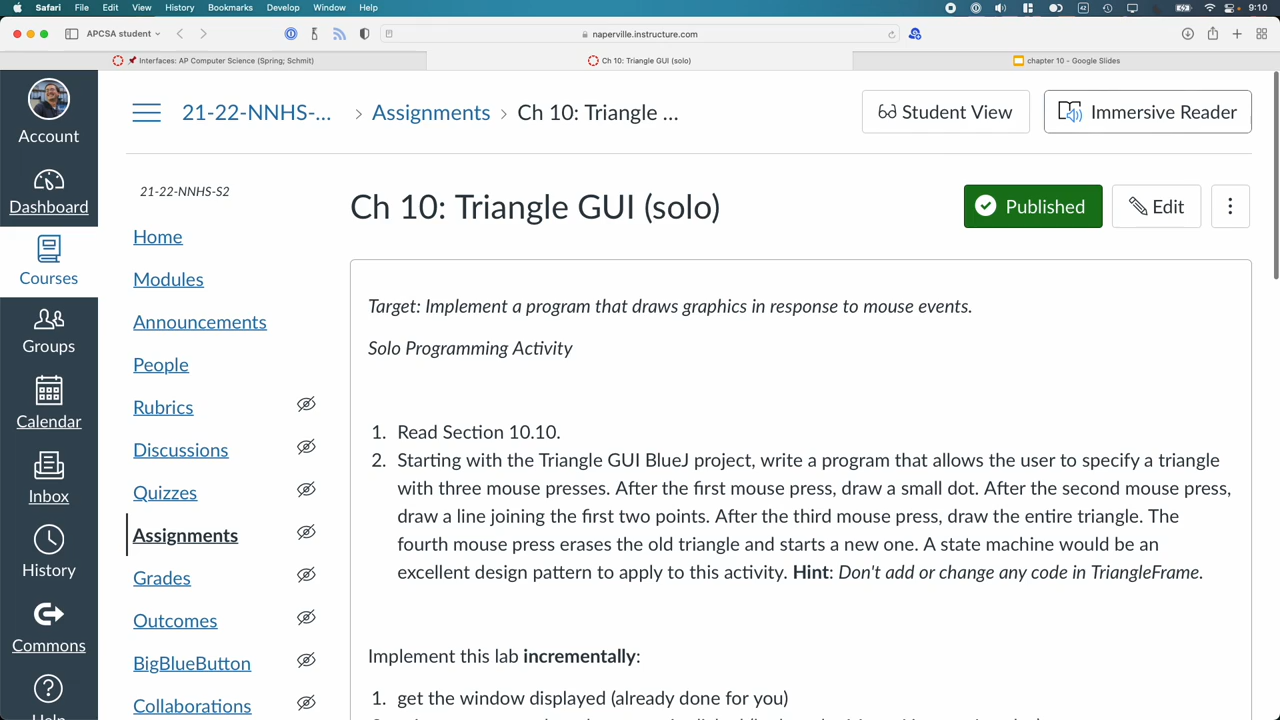 Safari File Edit View History Bookmarks Develop Window Help 42 9:10
APCSA student naperville.instructure.com
Interfaces: AP Computer Science (Spring; Schmit) Ch 10: Triangle GUI (solo) chapter 10 - Google Slides
Account
Dashboard
Courses
Groups
Calendar
Inbox
History
Commons
Help
21-22-NNHS-... > Assignments > Ch 10: Triangle ... Student View Immersive Reader
21-22-NNHS-S2
Home
Modules
Announcements
People
Rubrics
Discussions
Quizzes
Assignments
Grades
Outcomes
BigBlueButton
Collaborations
Ch 10: Triangle GUI (solo) Published Edit
Target: Implement a program that draws graphics in response to mouse events.
Solo Programming Activity
1. Read Section 10.10.
2. Starting with the Triangle GUI BlueJ project, write a program that allows the user to specify a triangle
with three mouse presses. After the first mouse press, draw a small dot. After the second mouse press,
draw a line joining the first two points. After the third mouse press, draw the entire triangle. The
fourth mouse press erases the old triangle and starts a new one. A state machine would be an
excellent design pattern to apply to this activity. Hint: Don't add or change any code in TriangleFrame.
Implement this lab incrementally:
1. get the window displayed (already done for you)